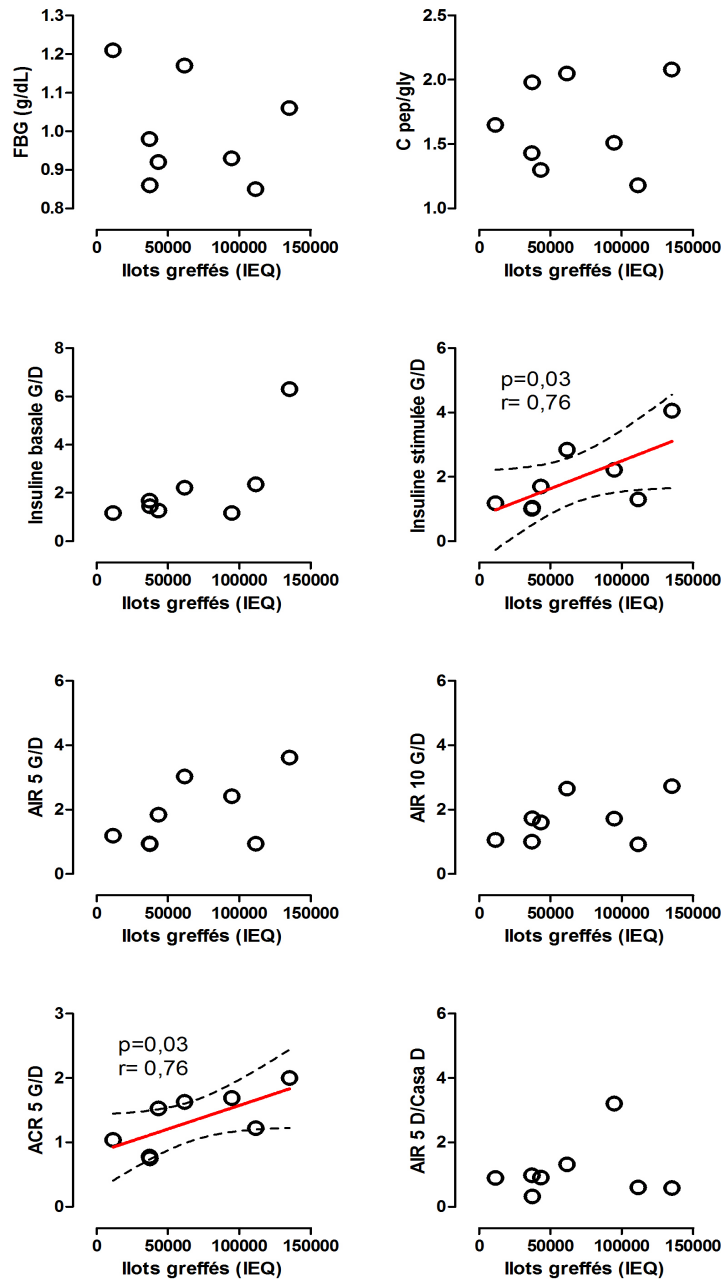 FBG (g/dL)
1.3
1.2
1.1
1.0
0.9
0.8
0 50000 100000 150000
Ilots greffés (IEQ)
C pep/gly
2.5
2.0
1.5
1.0
0 50000 100000 150000
Ilots greffés (IEQ)
Insuline basale G/D
8
6
4
2
0
0 50000 100000 150000
Ilots greffés (IEQ)
Insuline stimulée G/D
6
4
2
0
p=0,03
r= 0,76
0 50000 100000 150000
Ilots greffés (IEQ)
AIR 5 G/D
6
4
2
0
0 50000 100000 150000
Ilots greffés (IEQ)
AIR 10 G/D
6
4
2
0
0 50000 100000 150000
Ilots greffés (IEQ)
ACR 5 G/D
3
2
1
0
p=0,03
r= 0,76
0 50000 100000 150000
Ilots greffés (IEQ)
AIR 5 D/Casa D
6
4
2
0
0 50000 100000 150000
Ilots greffés (IEQ)